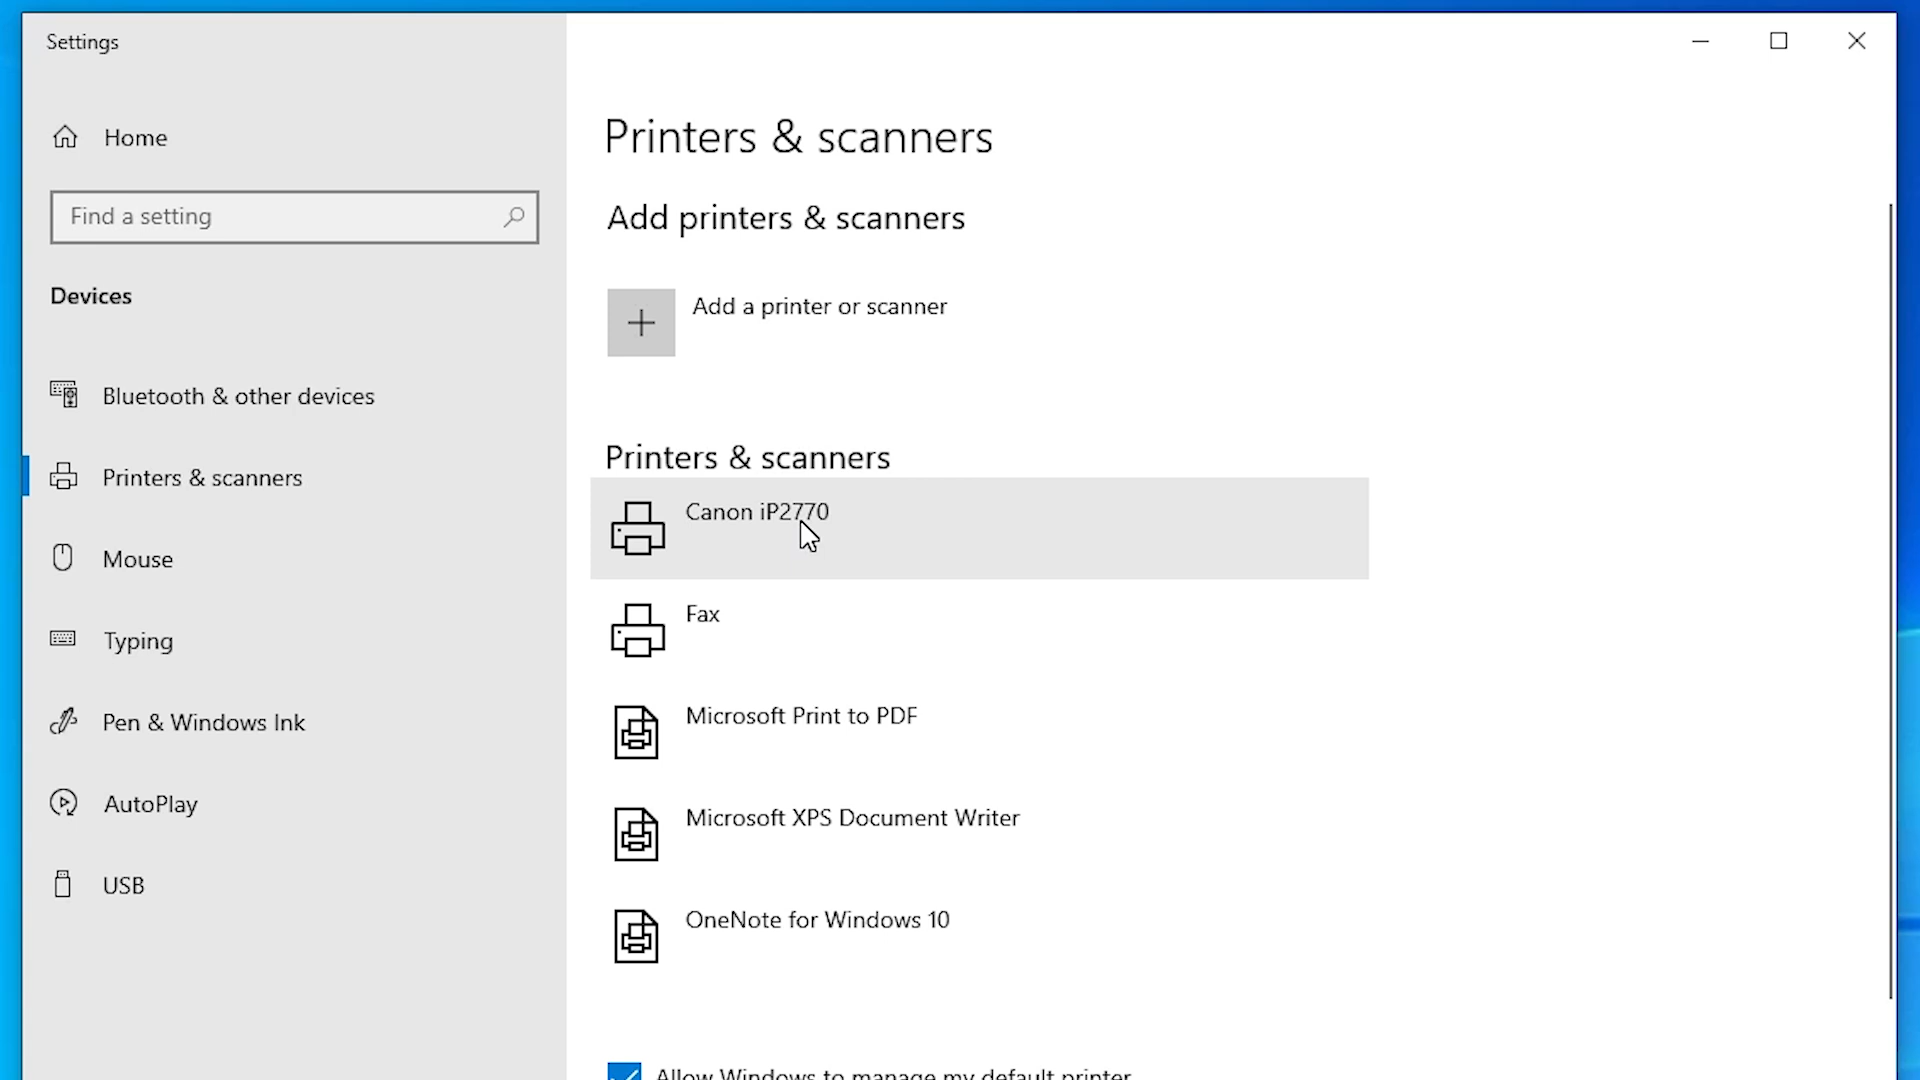 Settings
Home
Find a setting
Devices
Bluetooth & other devices
Printers & scanners
Mouse
Typing
Pen & Windows Ink
AutoPlay
USB
Printers & scanners
Add printers & scanners
Add a printer or scanner
Printers & scanners
Canon iP2770
Fax
Microsoft Print to PDF
Microsoft XPS Document Writer
OneNote for Windows 10
Allow Windows to manage my default printer